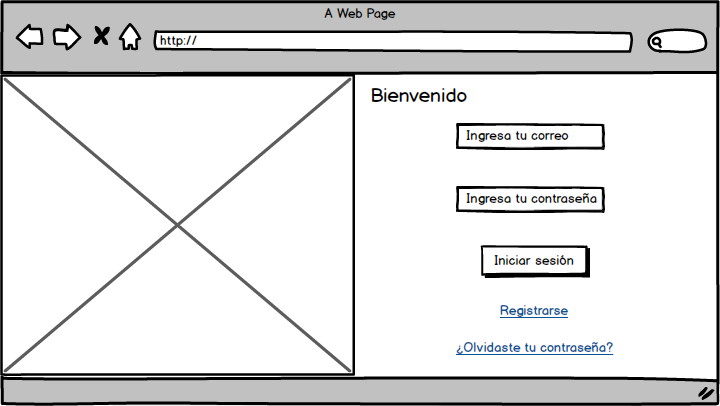 A Web Page
http://
Bienvenido
Ingresa tu correo
Ingresa tu contraseña
Iniciar sesión
Registrarse
¿Olvidaste tu contraseña?